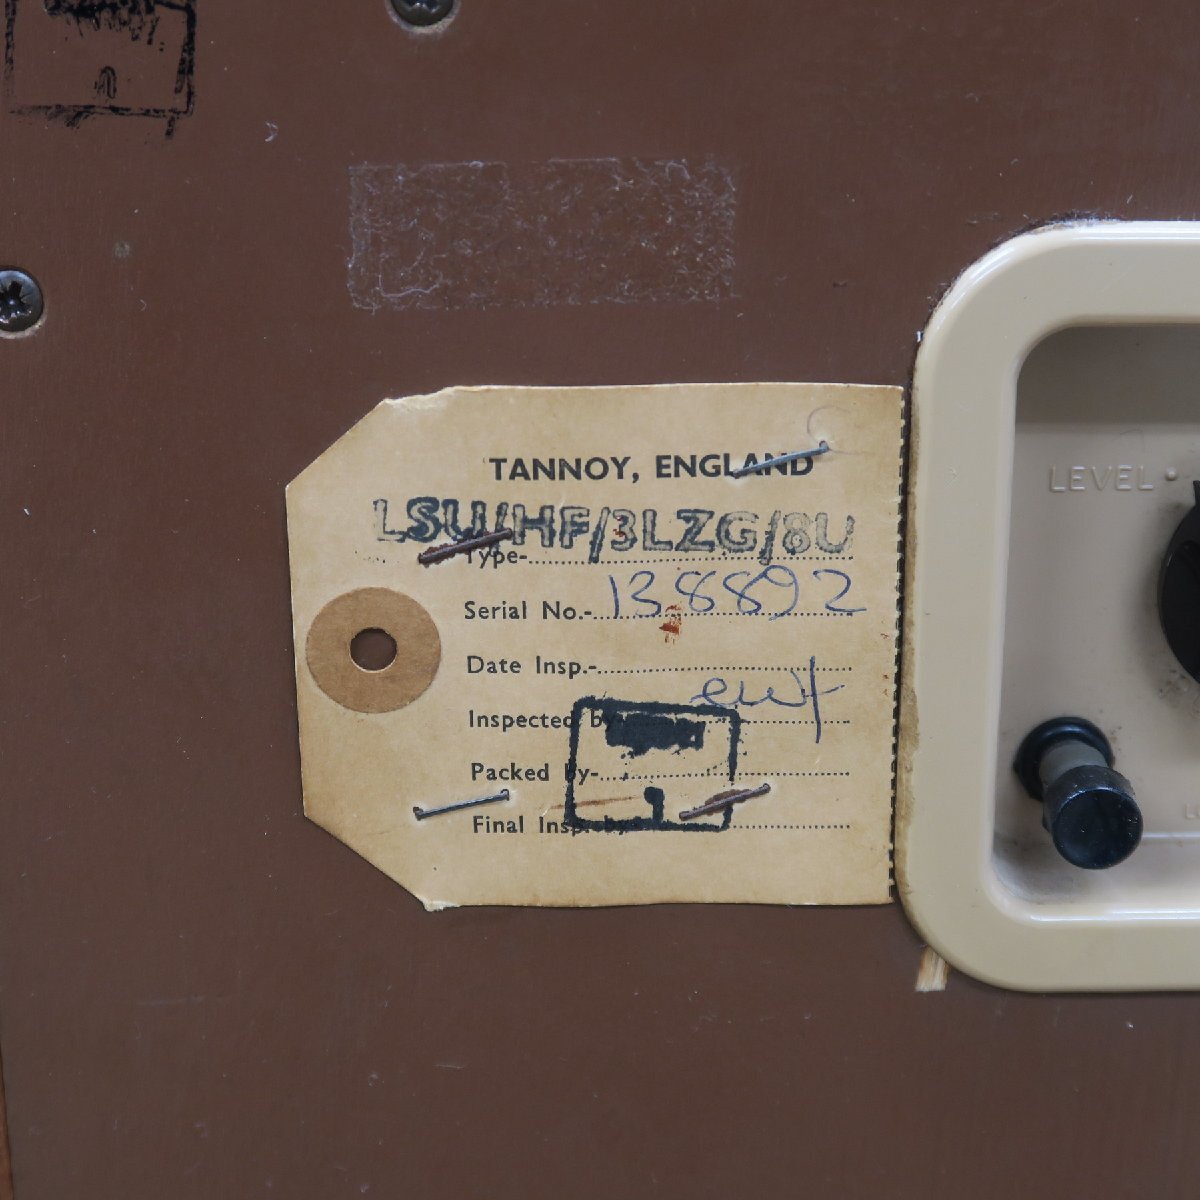 TANNOY, ENGLAND
LSU/HF/3LZG/8U
Type-
Serial No.- 138892
Date Insp.-
Inspected by
Packed by-
Final Insp. by-
LEVEL